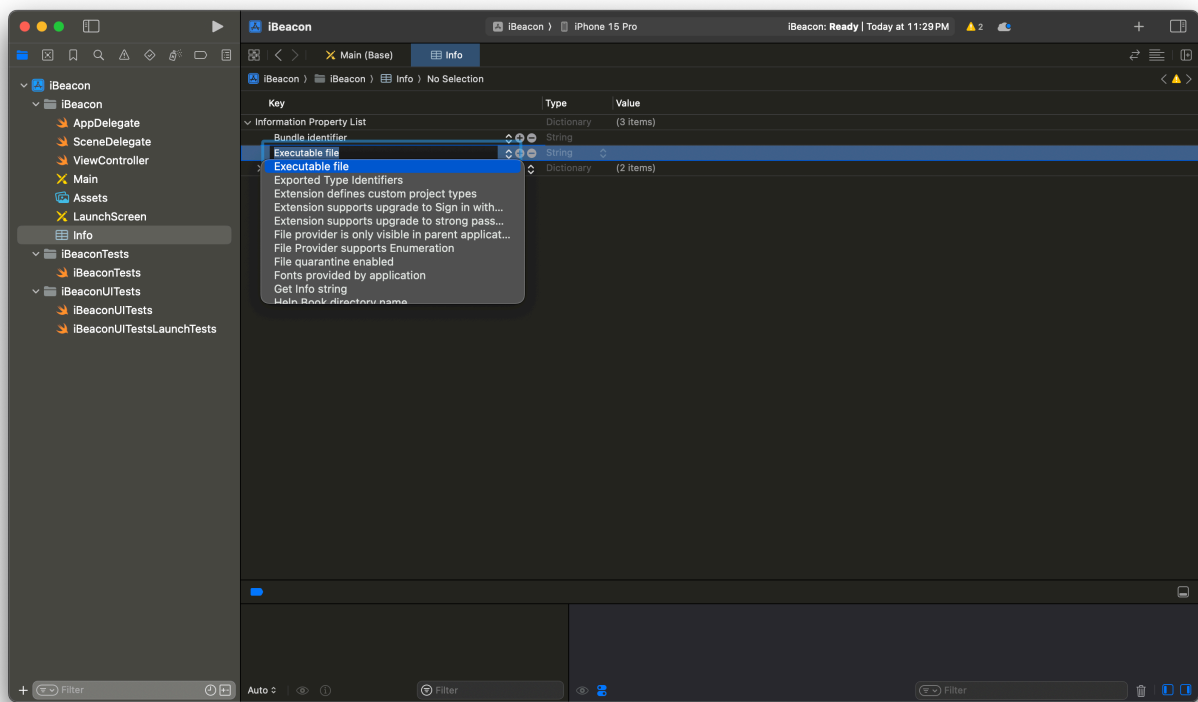 iBeacon
iBeacon 〉 iPhone 15 Pro
iBeacon: Ready | Today at 11:29 PM
2
Main (Base)
Info
iBeacon 〉 iBeacon 〉 Info 〉 No Selection
iBeacon
iBeacon
AppDelegate
SceneDelegate
ViewController
Main
Assets
LaunchScreen
Info
iBeaconTests
iBeaconTests
iBeaconUITests
iBeaconUITests
iBeaconUITestsLaunchTests
Key Type Value
Information Property List Dictionary (3 items)
Bundle identifier String
Executable file String
Dictionary (2 items)
Executable file
Exported Type Identifiers
Extension defines custom project types
Extension supports upgrade to Sign in with...
Extension supports upgrade to strong pass...
File provider is only visible in parent applicat...
File Provider supports Enumeration
File quarantine enabled
Fonts provided by application
Get Info string
Help Book directory name
Filter
Auto
Filter
Filter